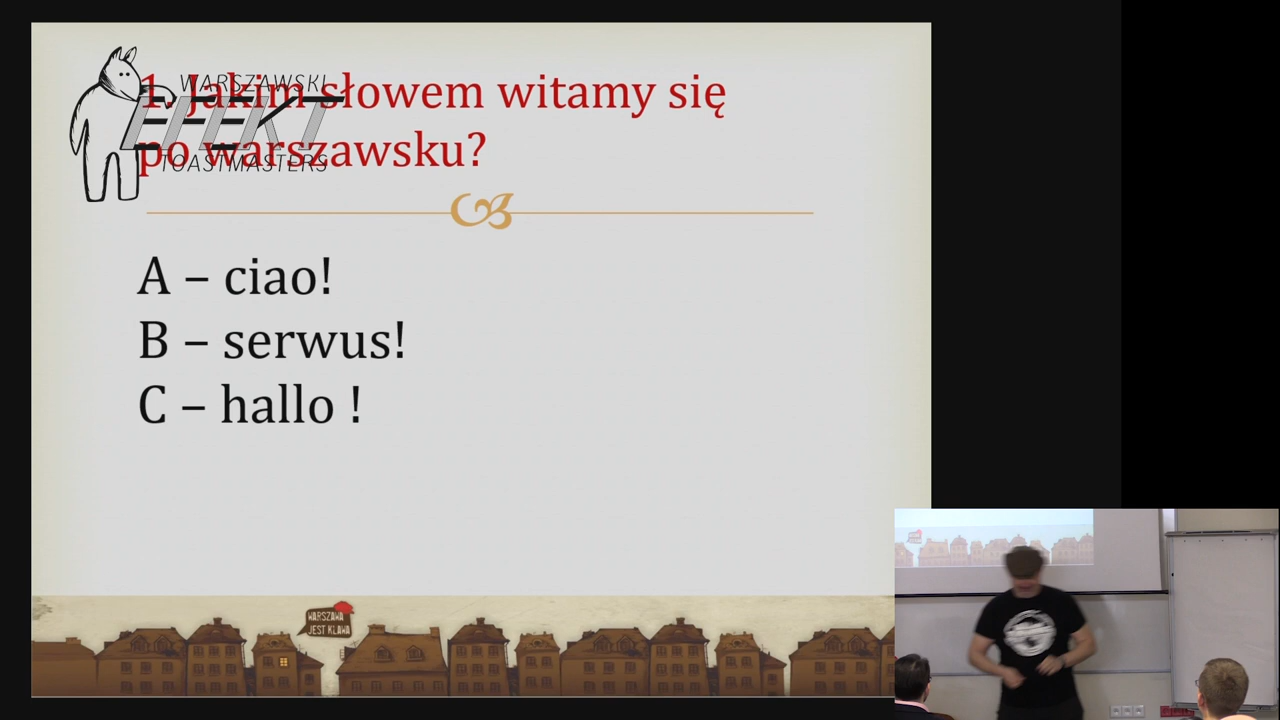 WARSZAWSKI
EFEKT
TOASTMASTERS
1. Jakim słowem witamy się
po warszawsku?
A – ciao!
B – serwus!
C – hallo !
WARSZAWA
JEST KLAWA